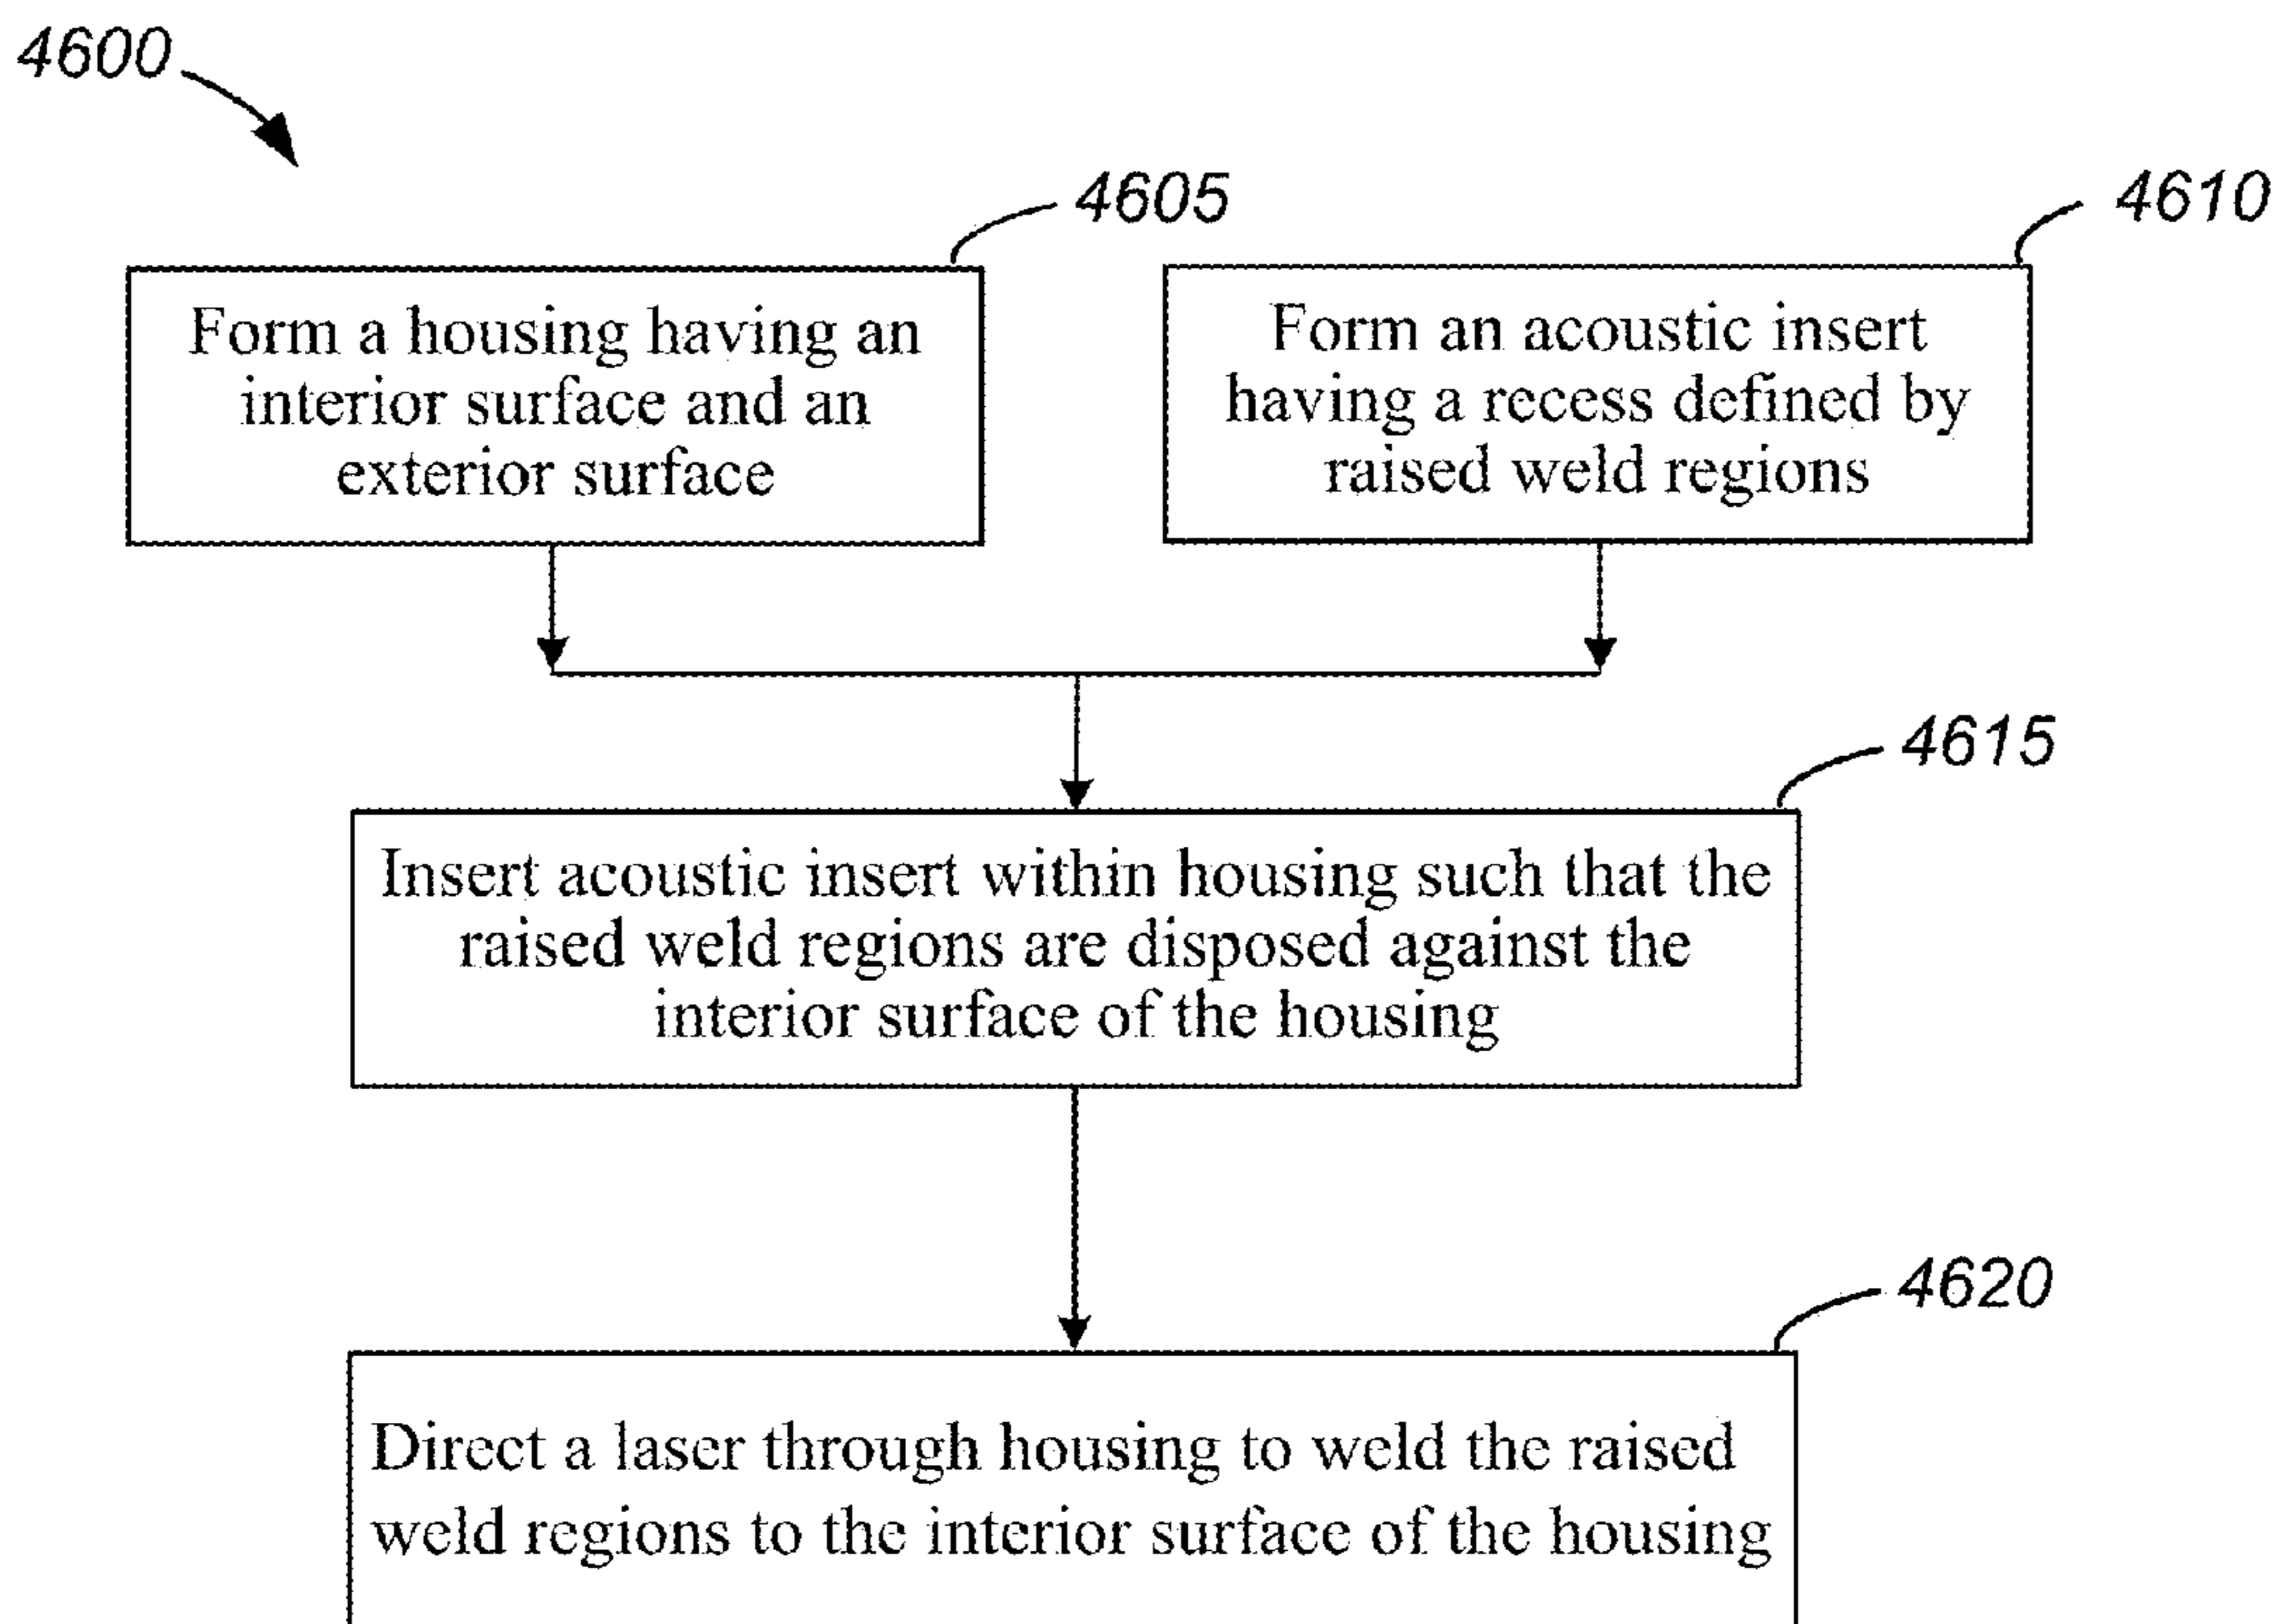 4600
4605
4610
Form a housing having an
interior surface and an
exterior surface
Form an acoustic insert
having a recess defined by
raised weld regions
4615
Insert acoustic insert within housing such that the
raised weld regions are disposed against the
interior surface of the housing
4620
Direct a laser through housing to weld the raised
weld regions to the interior surface of the housing